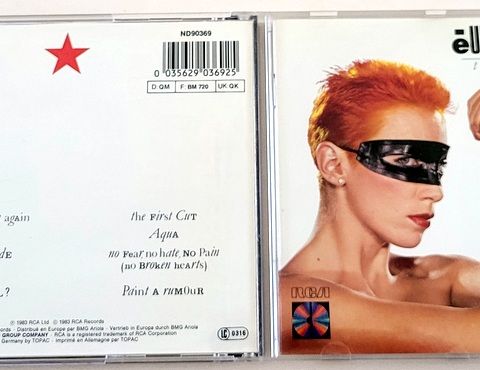 ND90369
0 035629 036925
D: QM F: BM 720 UK: QK
again
the First Cut
Aqua
no Fear, no hate, No Pain
(no Broken hearts)
Paint A rumour
℗ 1983 RCA Ltd © 1983 RCA Records
Distribué en Europe par BMG Ariola · Vertrieb in Europe durch BMG Ariola
GROUP COMPANY · RCA is a registered trademark of RCA Corporation
Germany by TOPAC · Imprimé en Allemagne par TOPAC
LC 0316
RCA